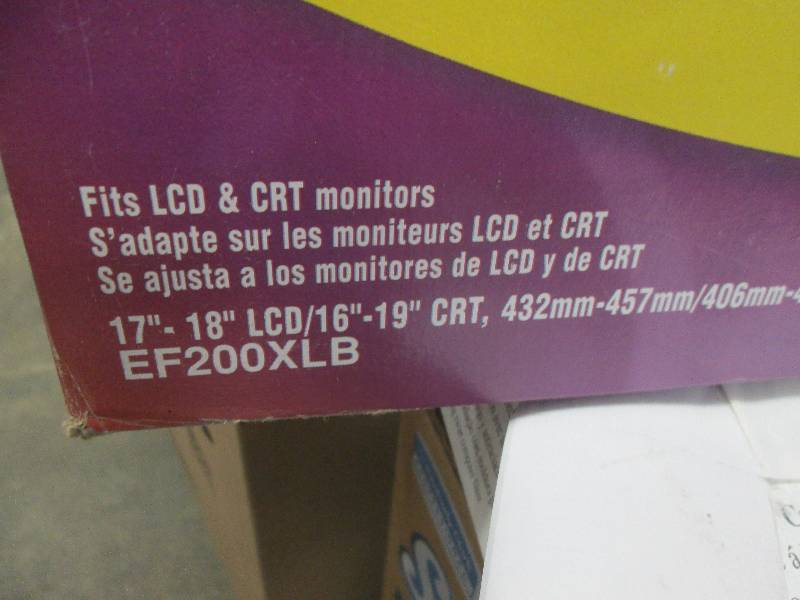 Fits LCD & CRT monitors
S'adapte sur les moniteurs LCD et CRT
Se ajusta a los monitores de LCD y de CRT
17"- 18" LCD/16"-19" CRT, 432mm-457mm/406mm-4
EF200XLB